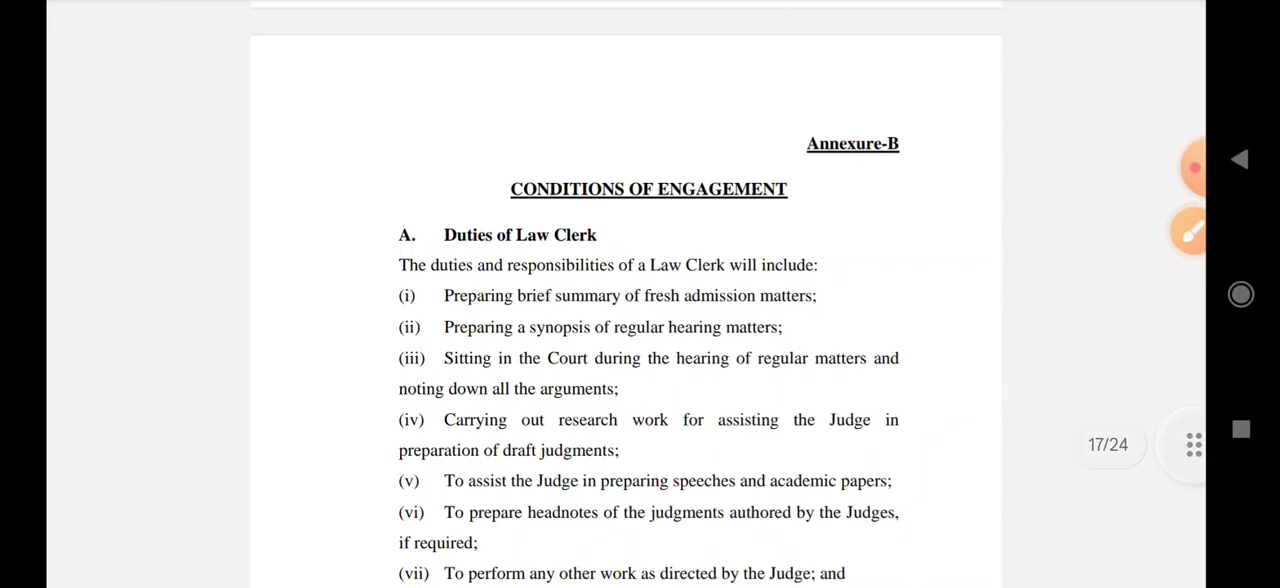 Annexure-B
CONDITIONS OF ENGAGEMENT
A. Duties of Law Clerk
The duties and responsibilities of a Law Clerk will include:
(i) Preparing brief summary of fresh admission matters;
(ii) Preparing a synopsis of regular hearing matters;
(iii) Sitting in the Court during the hearing of regular matters and
noting down all the arguments;
(iv) Carrying out research work for assisting the Judge in
preparation of draft judgments;
17/24
(v) To assist the Judge in preparing speeches and academic papers;
(vi) To prepare headnotes of the judgments authored by the Judges,
if required;
(vii) To perform any other work as directed by the Judge; and